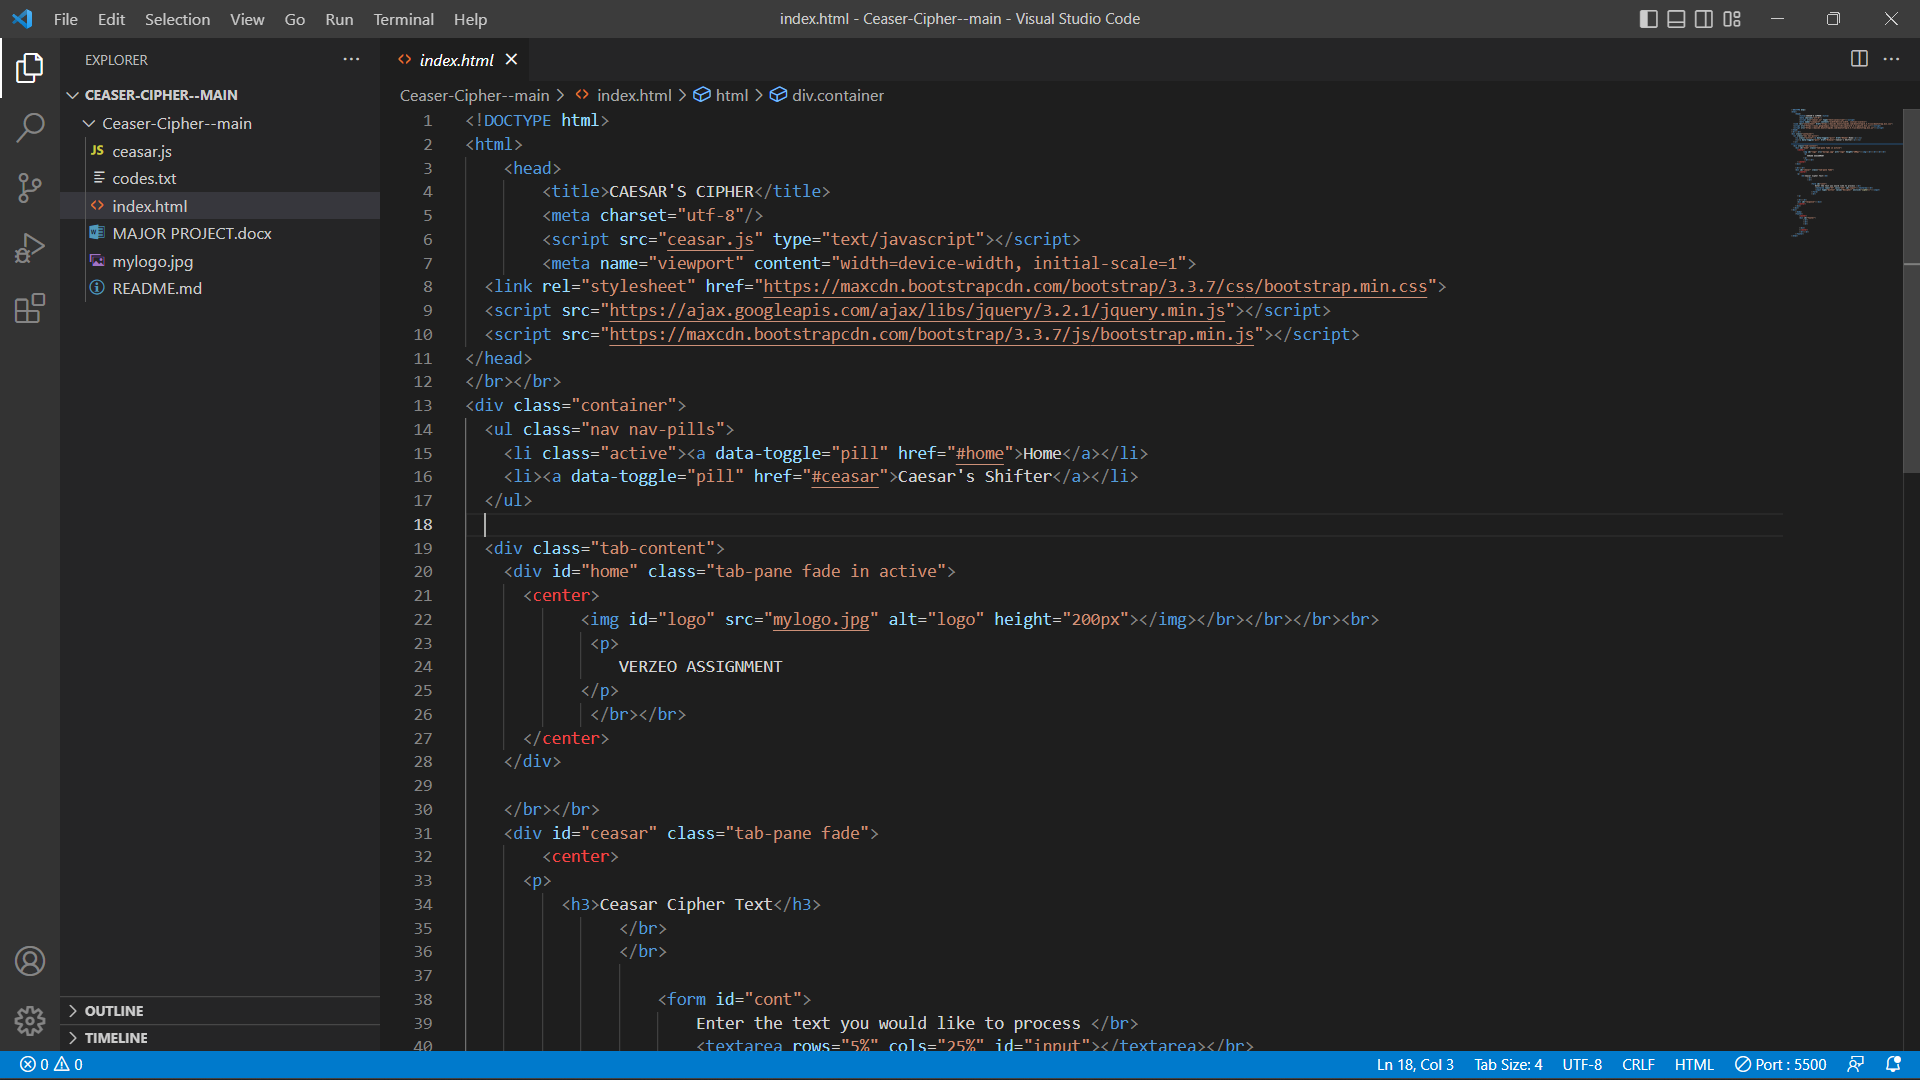 File Edit Selection View Go Run Terminal Help
index.html - Ceaser-Cipher--main - Visual Studio Code
EXPLORER
CEASER-CIPHER--MAIN
Ceaser-Cipher--main
JS ceasar.js
codes.txt
index.html
MAJOR PROJECT.docx
mylogo.jpg
README.md
OUTLINE
TIMELINE
index.html
Ceaser-Cipher--main > index.html > html > div.container
1 <!DOCTYPE html>
2 <html>
3 <head>
4 <title>CAESAR'S CIPHER</title>
5 <meta charset="utf-8"/>
6 <script src="ceasar.js" type="text/javascript"></script>
7 <meta name="viewport" content="width=device-width, initial-scale=1">
8 <link rel="stylesheet" href="https://maxcdn.bootstrapcdn.com/bootstrap/3.3.7/css/bootstrap.min.css">
9 <script src="https://ajax.googleapis.com/ajax/libs/jquery/3.2.1/jquery.min.js"></script>
10 <script src="https://maxcdn.bootstrapcdn.com/bootstrap/3.3.7/js/bootstrap.min.js"></script>
11 </head>
12 </br></br>
13 <div class="container">
14 <ul class="nav nav-pills">
15 <li class="active"><a data-toggle="pill" href="#home">Home</a></li>
16 <li><a data-toggle="pill" href="#ceasar">Caesar's Shifter</a></li>
17 </ul>
18
19 <div class="tab-content">
20 <div id="home" class="tab-pane fade in active">
21 <center>
22 <img id="logo" src="mylogo.jpg" alt="logo" height="200px"></img></br></br></br><br>
23 <p>
24 VERZEO ASSIGNMENT
25 </p>
26 </br></br>
27 </center>
28 </div>
29
30 </br></br>
31 <div id="ceasar" class="tab-pane fade">
32 <center>
33 <p>
34 <h3>Ceasar Cipher Text</h3>
35 </br>
36 </br>
37
38 <form id="cont">
39 Enter the text you would like to process </br>
40 <textarea rows="5%" cols="25%" id="input"></textarea></br>
0 0
Ln 18, Col 3 Tab Size: 4 UTF-8 CRLF HTML Port : 5500